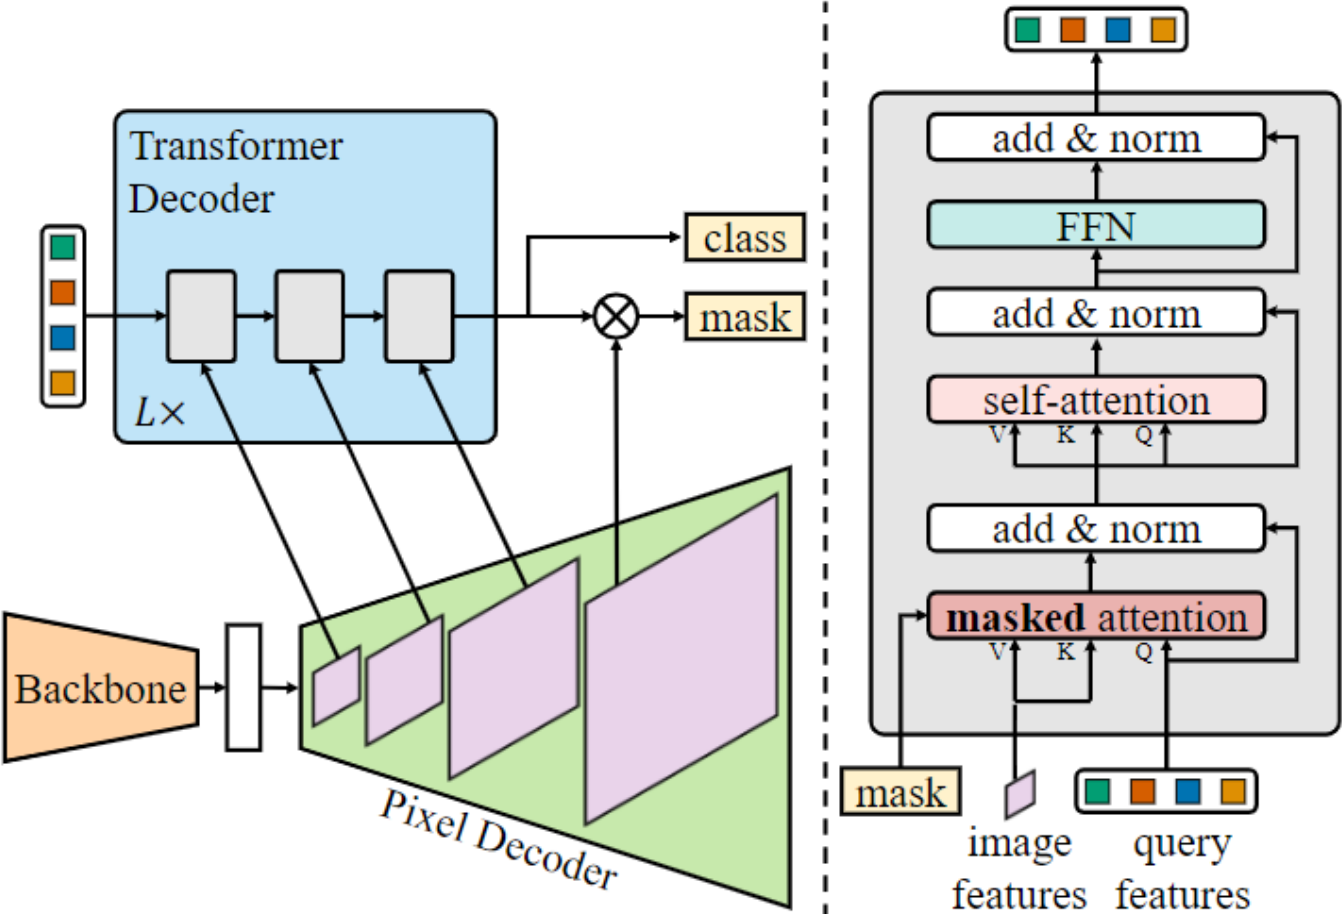 Transformer
Decoder
L×
class
mask
Backbone
Pixel Decoder
add & norm
FFN
add & norm
self-attention
V K Q
add & norm
masked attention
V K Q
mask
image
features
query
features